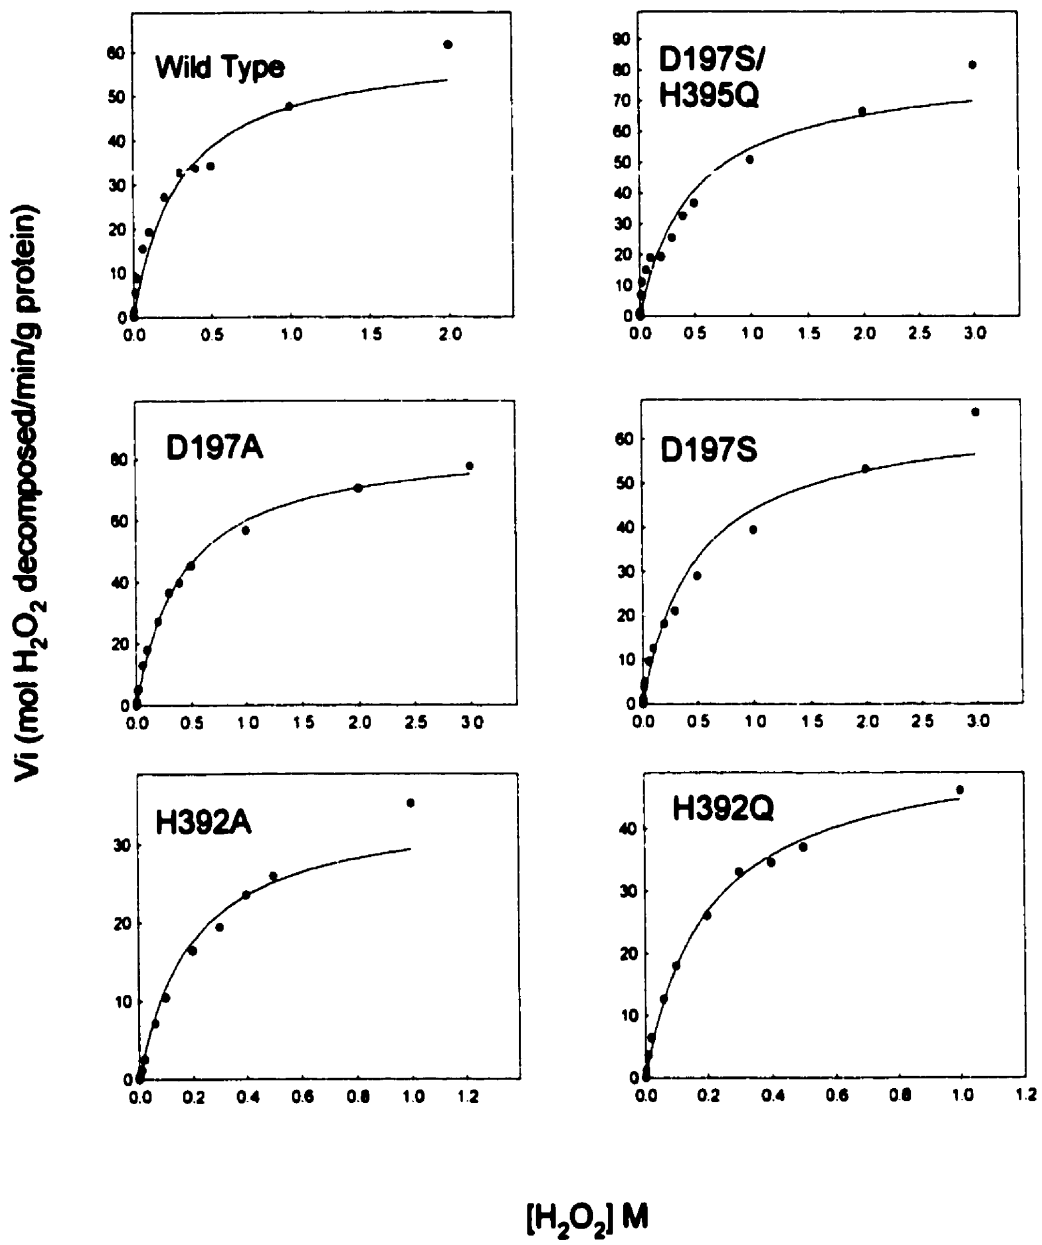 Vi (mol H₂O₂ decomposed/min/g protein)
Wild Type
60
50
40
30
20
10
0
0.0 0.5 1.0 1.5 2.0
D197S/
H395Q
90
80
70
60
50
40
30
20
10
0
0.0 0.5 1.0 1.5 2.0 2.5 3.0
D197A
80
60
40
20
0
0.0 0.5 1.0 1.5 2.0 2.5 3.0
D197S
60
50
40
30
20
10
0
0.0 0.5 1.0 1.5 2.0 2.5 3.0
H392A
30
20
10
0
0.0 0.2 0.4 0.6 0.8 1.0 1.2
H392Q
40
30
20
10
0
0.0 0.2 0.4 0.6 0.8 1.0 1.2
[H₂O₂] M